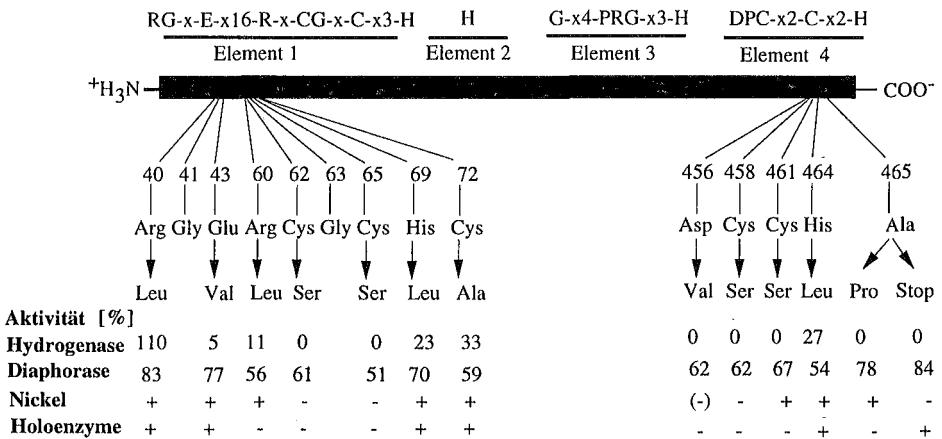 RG-x-E-x16-R-x-CG-x-C-x3-H H G-x4-PRG-x3-H DPC-x2-C-x2-H
Element 1 Element 2 Element 3 Element 4
+H3N COO-
40 41 43 60 62 63 65 69 72 456 458 461 464 465
Arg Gly Glu Arg Cys Gly Cys His Cys Asp Cys Cys His Ala
Leu Val Leu Ser Ser Leu Ala Val Ser Ser Leu Pro Stop
Aktivität [%]
Hydrogenase 110 5 11 0 0 23 33 0 0 0 27 0 0
Diaphorase 83 77 56 61 51 70 59 62 62 67 54 78 84
Nickel + + + - - + + (-) - + + + -
Holoenzyme + + - - - + + - - - + - +